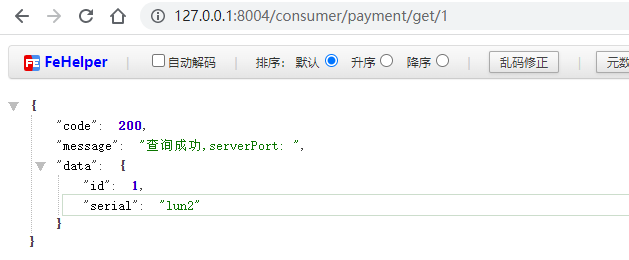 127.0.0.1:8004/consumer/payment/get/1
FE FeHelper | 自动解码 | 排序: 默认 升序 降序 | 乱码修正 | 元数
{
"code": 200,
"message": "查询成功,serverPort: ",
"data": {
"id": 1,
"serial": "lun2"
}
}